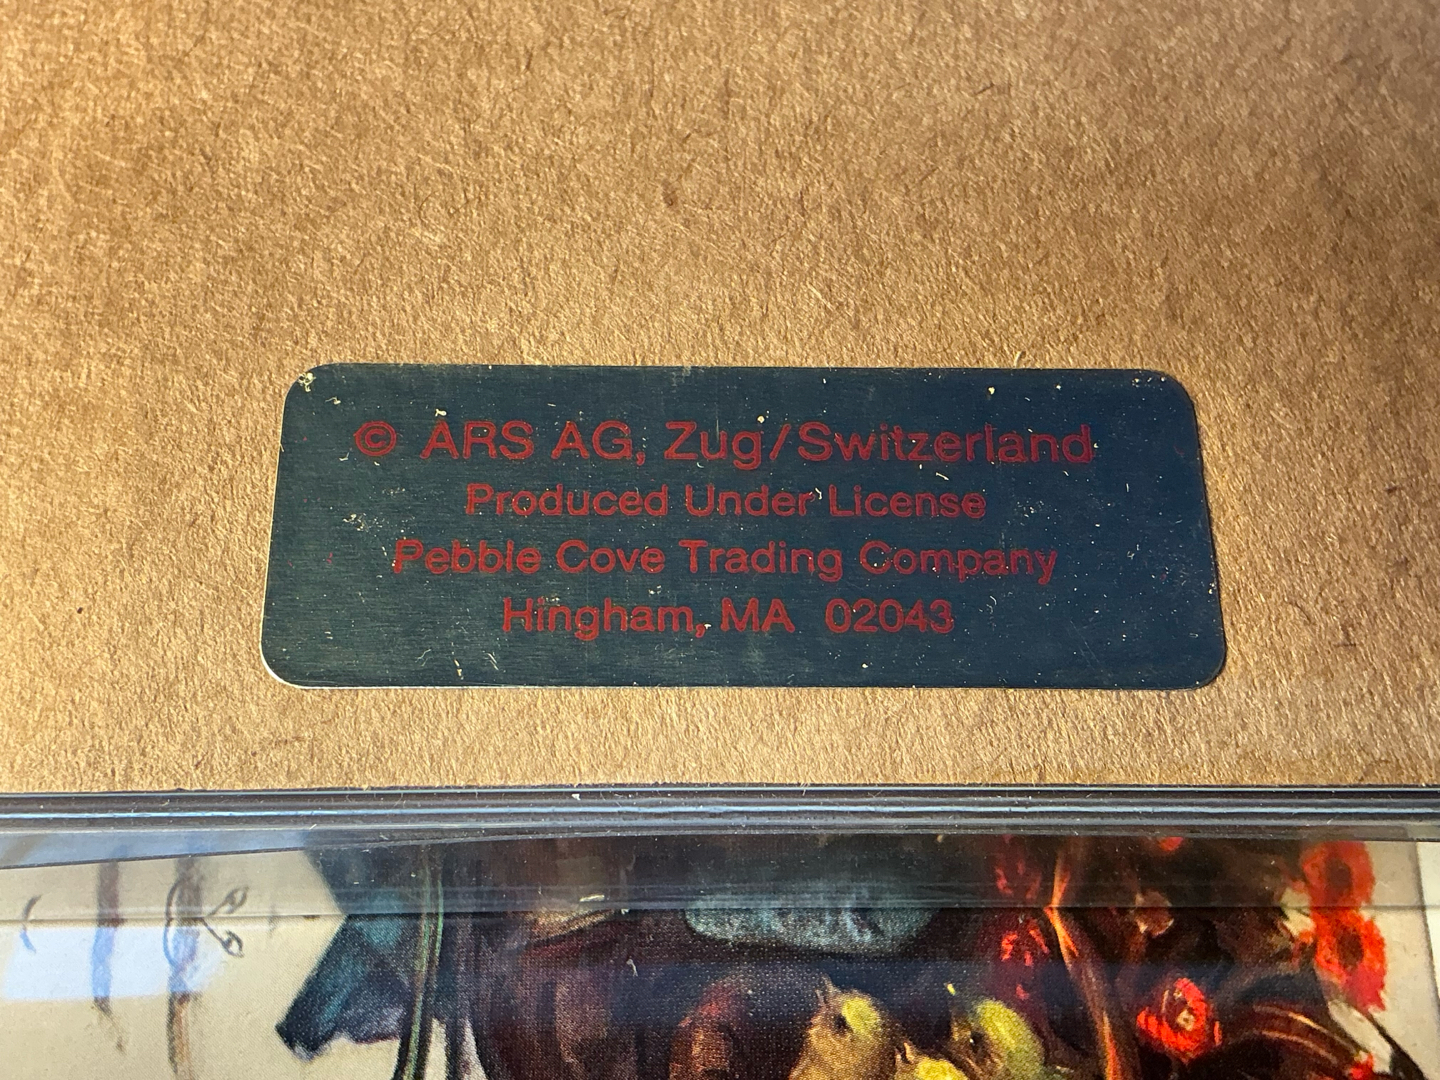 © ARS AG, Zug/Switzerland
Produced Under License
Pebble Cove Trading Company
Hingham, MA 02043